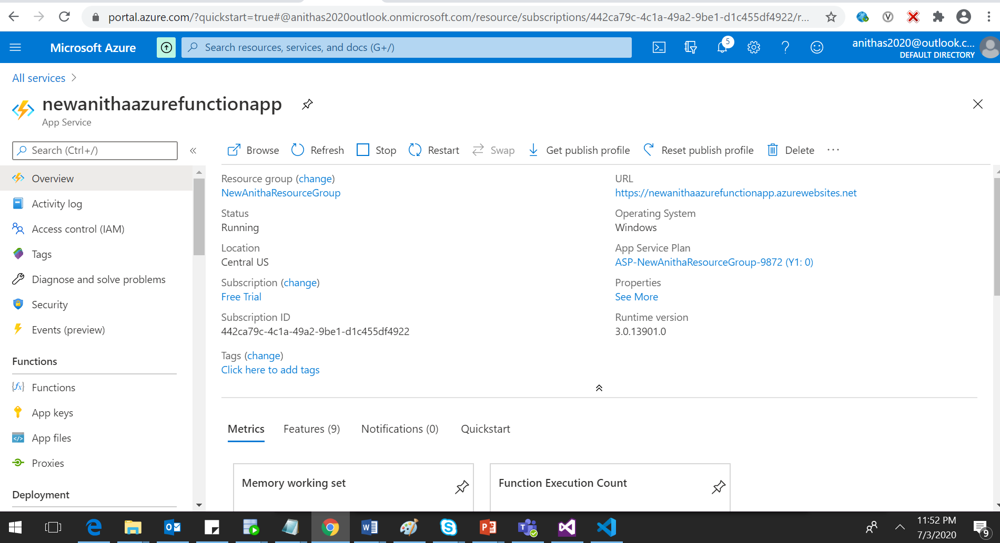 portal.azure.com/?quickstart=true#@anithas2020outlook.onmicrosoft.com/resource/subscriptions/442ca79c-4c1a-49a2-9be1-d1c455df4922/r...
Microsoft Azure
Search resources, services, and docs (G+/)
5
anithas2020@outlook.c...
DEFAULT DIRECTORY
All services
newanithaazurefunctionapp
App Service
Search (Ctrl+/)
«
Browse Refresh Stop Restart Swap Get publish profile Reset publish profile Delete ...
Overview
Activity log
Access control (IAM)
Tags
Diagnose and solve problems
Security
Events (preview)
Functions
Functions
App keys
App files
Proxies
Deployment
Resource group (change)
NewAnithaResourceGroup
Status
Running
Location
Central US
Subscription (change)
Free Trial
Subscription ID
442ca79c-4c1a-49a2-9be1-d1c455df4922
Tags (change)
Click here to add tags
URL
https://newanithaazurefunctionapp.azurewebsites.net
Operating System
Windows
App Service Plan
ASP-NewAnithaResourceGroup-9872 (Y1: 0)
Properties
See More
Runtime version
3.0.13901.0
Metrics Features (9) Notifications (0) Quickstart
Memory working set
Function Execution Count
11:52 PM
7/3/2020
9